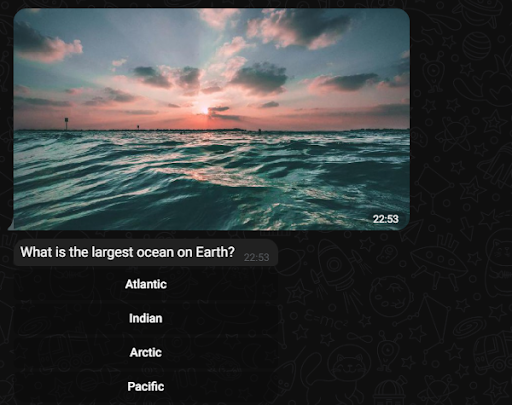 22:53
What is the largest ocean on Earth? 22:53
Atlantic
Indian
Arctic
Pacific